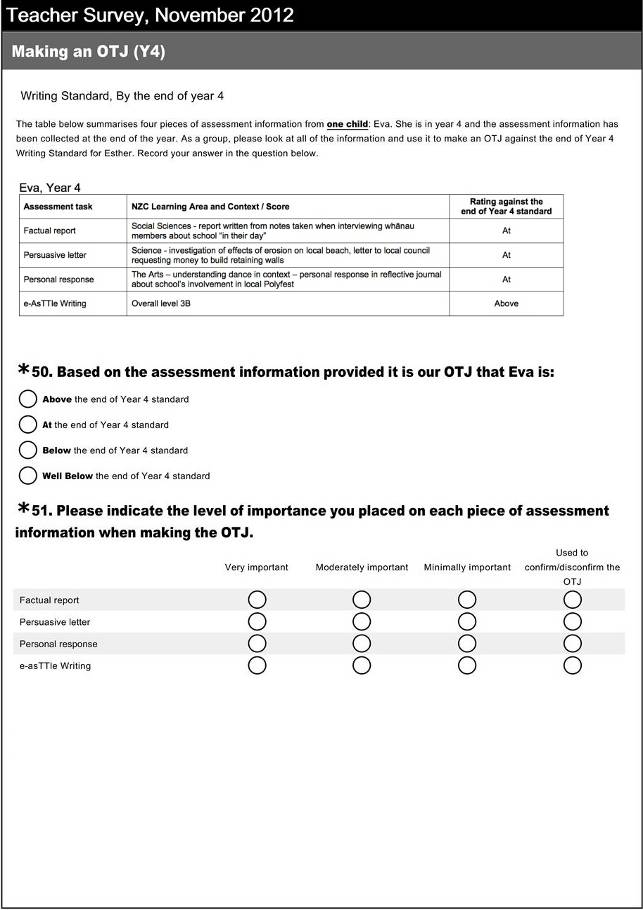 Teacher Survey, November 2012
Making an OTJ (Y4)
Writing Standard, By the end of year 4
The table below summarises four pieces of assessment information from one child: Eva. She is in year 4 and the assessment information has
been collected at the end of the year. As a group, please look at all of the information and use it to make an OTJ against the end of Year 4
Writing Standard for Esther. Record your answer in the question below.
Eva, Year 4
Assessment task NZC Learning Area and Context / Score Rating against the
end of Year 4 standard
Factual report Social Sciences - report written from notes taken when interviewing whānau At
members about school "in their day"
Persuasive letter Science - investigation of effects of erosion on local beach, letter to local council At
requesting money to build retaining walls
Personal response The Arts – understanding dance in context – personal response in reflective journal At
about school's involvement in local Polyfest
e-AsTTle Writing Overall level 3B Above
*50. Based on the assessment information provided it is our OTJ that Eva is:
Above the end of Year 4 standard
At the end of Year 4 standard
Below the end of Year 4 standard
Well Below the end of Year 4 standard
*51. Please indicate the level of importance you placed on each piece of assessment
information when making the OTJ.
Very important Moderately important Minimally important Used to
confirm/disconfirm the
OTJ
Factual report
Persuasive letter
Personal response
e-asTTle Writing